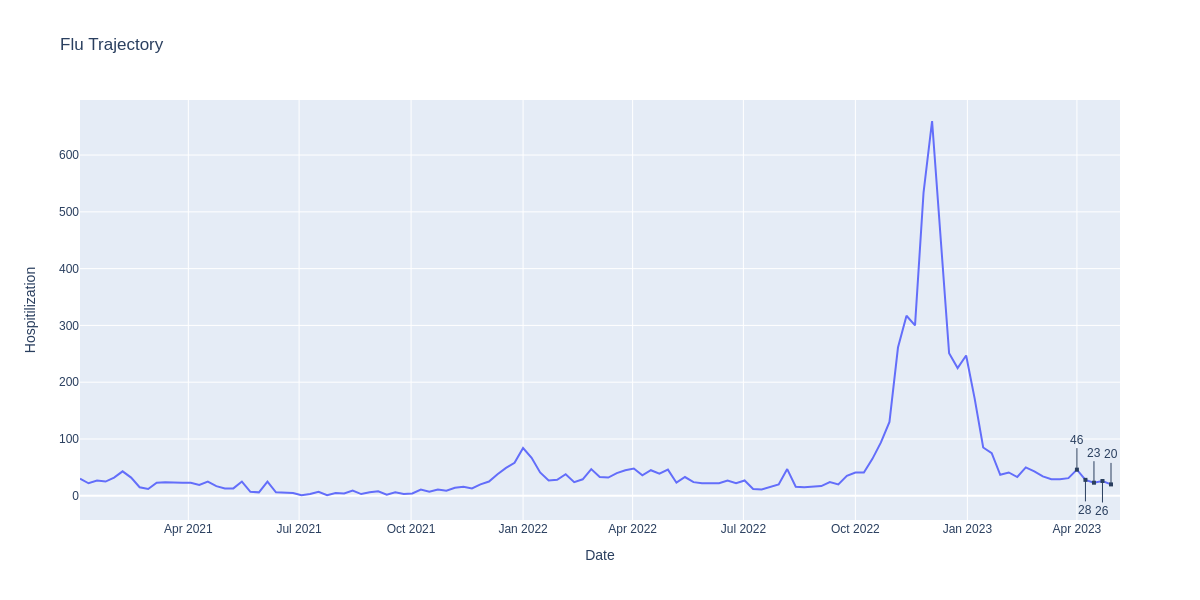 Flu Trajectory
Hospitilization
600
500
400
300
200
100
0
46
23
20
28
26
Apr 2021
Jul 2021
Oct 2021
Jan 2022
Apr 2022
Jul 2022
Oct 2022
Jan 2023
Apr 2023
Date